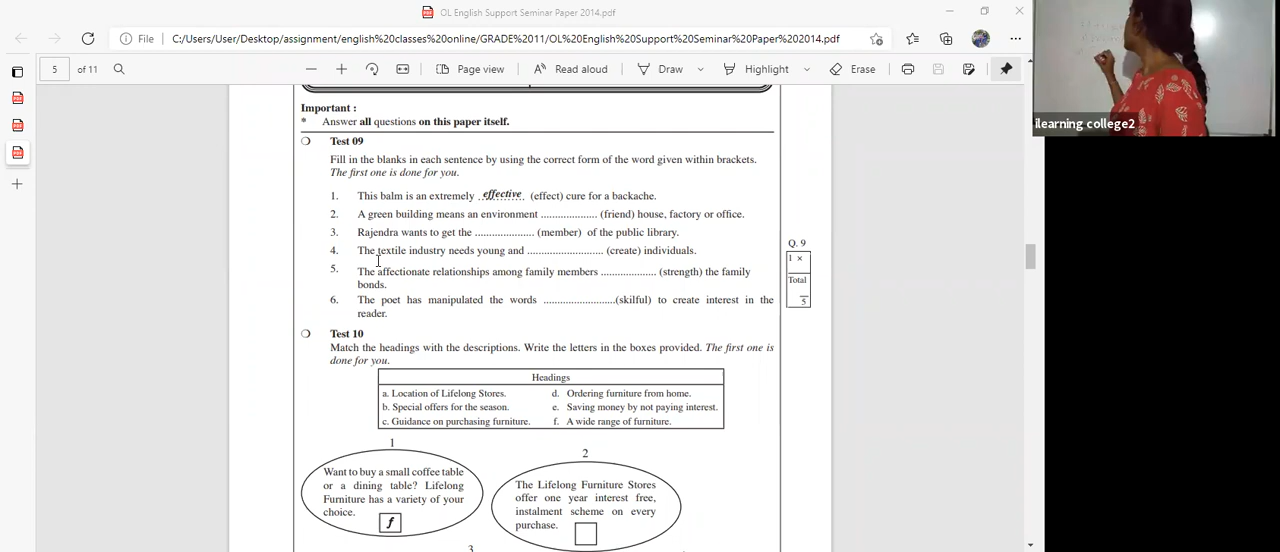 OL English Support Seminar Paper 2014.pdf
File C:/Users/User/Desktop/assignment/english%20classes%20online/GRADE%2011/OL%20English%20Support%20Seminar%20Paper%202014.pdf
5 of 11 Page view Read aloud Draw Highlight Erase
ilearning college2
Important :
* Answer all questions on this paper itself.
Test 09
Fill in the blanks in each sentence by using the correct form of the word given within brackets.
The first one is done for you.
1. This balm is an extremely effective (effect) cure for a backache.
2. A green building means an environment ................... (friend) house, factory or office.
3. Rajendra wants to get the .................... (member) of the public library.
4. The textile industry needs young and .......................... (create) individuals.
5. The affectionate relationships among family members ................... (strength) the family
bonds.
6. The poet has manipulated the words .........................(skilful) to create interest in the
reader.
Q. 9
1 ×
Total
5
Test 10
Match the headings with the descriptions. Write the letters in the boxes provided. The first one is
done for you.
Headings
a. Location of Lifelong Stores. d. Ordering furniture from home.
b. Special offers for the season. e. Saving money by not paying interest.
c. Guidance on purchasing furniture. f. A wide range of furniture.
1
Want to buy a small coffee table
or a dining table? Lifelong
Furniture has a variety of your
choice.
f
2
The Lifelong Furniture Stores
offer one year interest free,
instalment scheme on every
purchase.
3